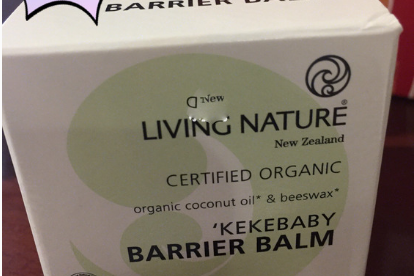 BARRIER BALM
New
LIVING NATURE®
New Zealand
CERTIFIED ORGANIC
organic coconut oil* & beeswax*
'KEKEBABY
BARRIER BALM